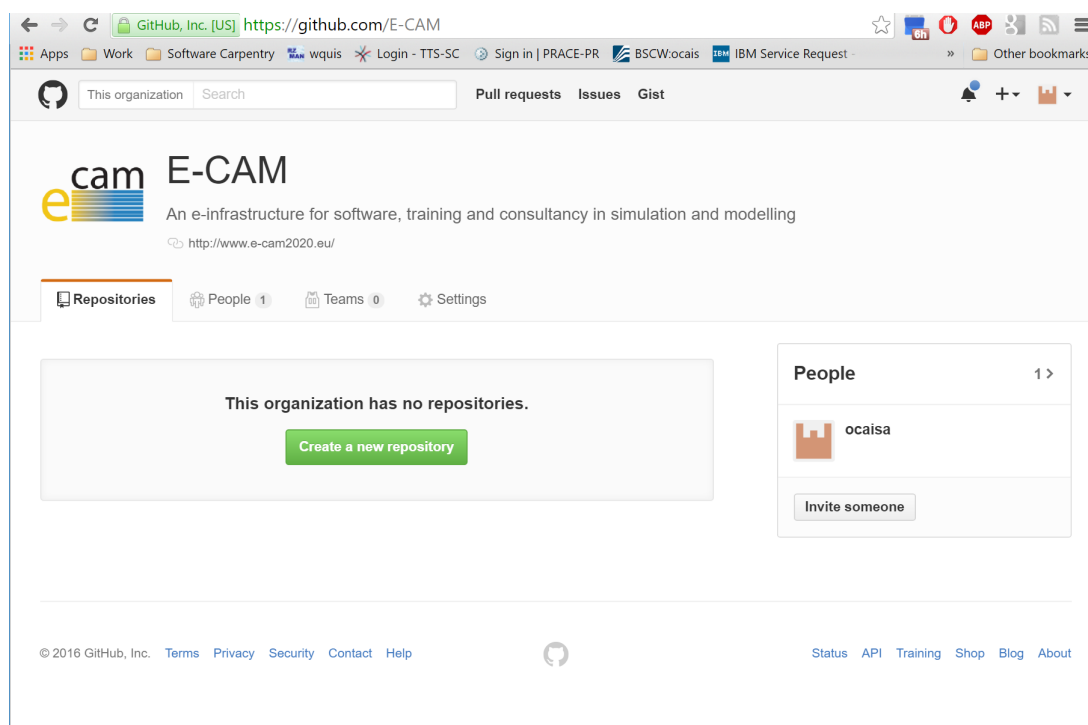 GitHub, Inc. [US] https://github.com/E-CAM
6h ABP g
Apps Work Software Carpentry RZ MAN wquis Login - TTS-SC Sign in | PRACE-PR BSCW:ocais IBM IBM Service Request - » Other bookmarks
This organization Search Pull requests Issues Gist
e cam
E-CAM
An e-infrastructure for software, training and consultancy in simulation and modelling
http://www.e-cam2020.eu/
Repositories People 1 Teams 0 Settings
This organization has no repositories.
Create a new repository
People 1
ocaisa
Invite someone
© 2016 GitHub, Inc. Terms Privacy Security Contact Help Status API Training Shop Blog About